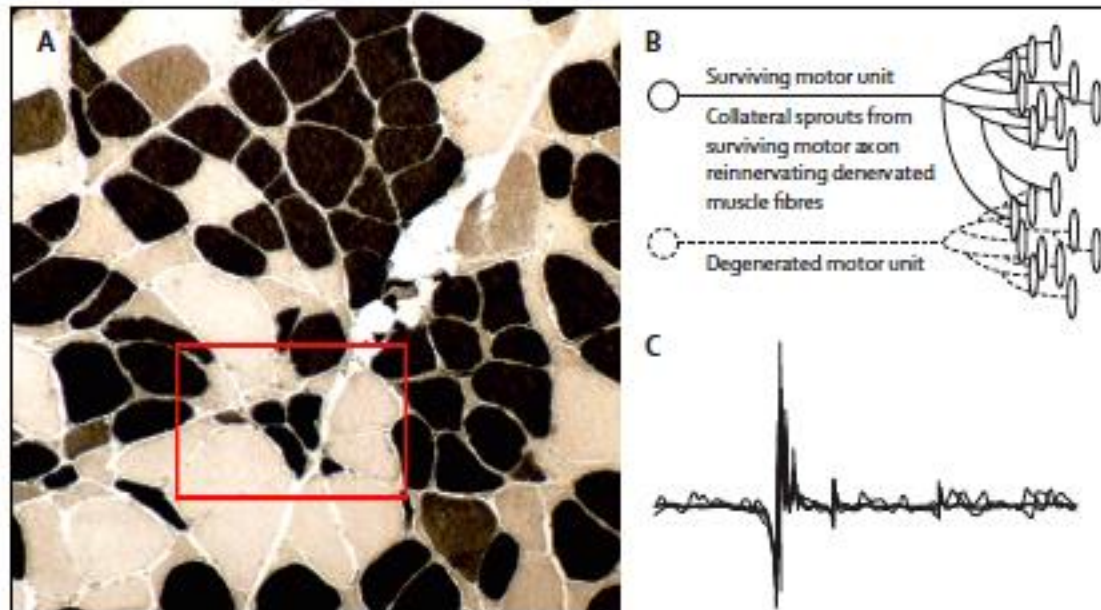 A
B
Surviving motor unit
Collateral sprouts from
surviving motor axon
reinnervating denervated
muscle fibres
Degenerated motor unit
C